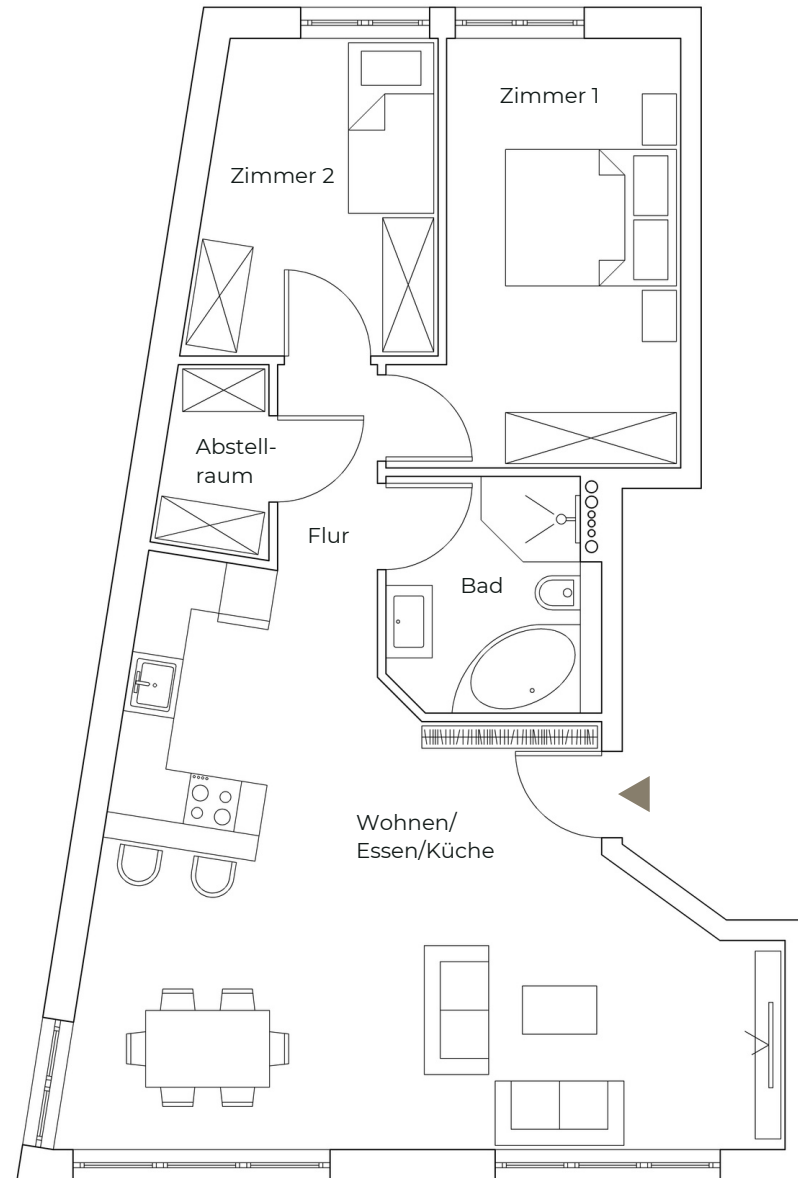 Zimmer 1
Zimmer 2
Abstell-
raum
Flur
Bad
Wohnen/
Essen/Küche